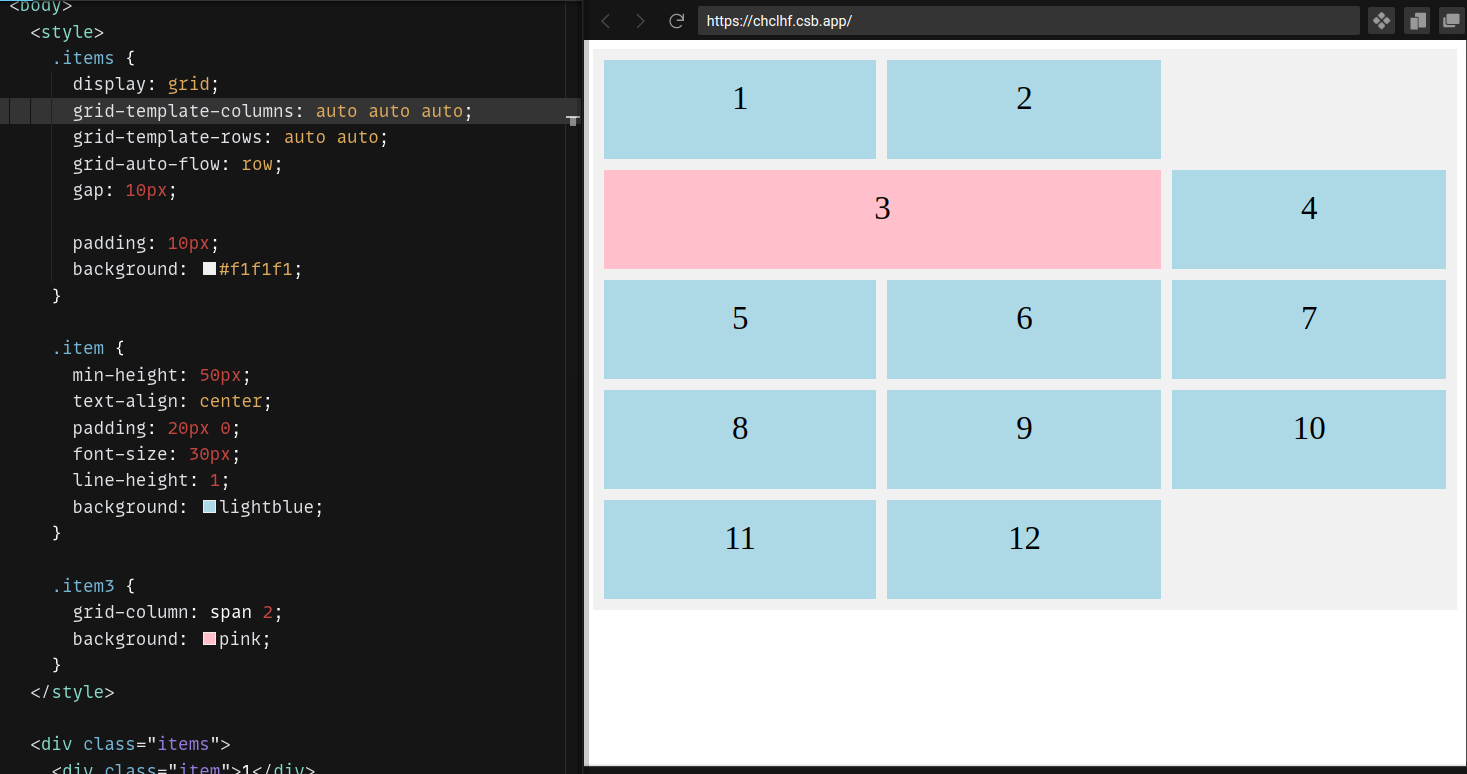 <body>
<style>
.items {
display: grid;
grid-template-columns: auto auto auto;
grid-template-rows: auto auto;
grid-auto-flow: row;
gap: 10px;
padding: 10px;
background: #f1f1f1;
}
.item {
min-height: 50px;
text-align: center;
padding: 20px 0;
font-size: 30px;
line-height: 1;
background: lightblue;
}
.item3 {
grid-column: span 2;
background: pink;
}
</style>
<div class="items">
<div class="item">1</div>
https://chclhf.csb.app/
1 2
3 4
5 6 7
8 9 10
11 12